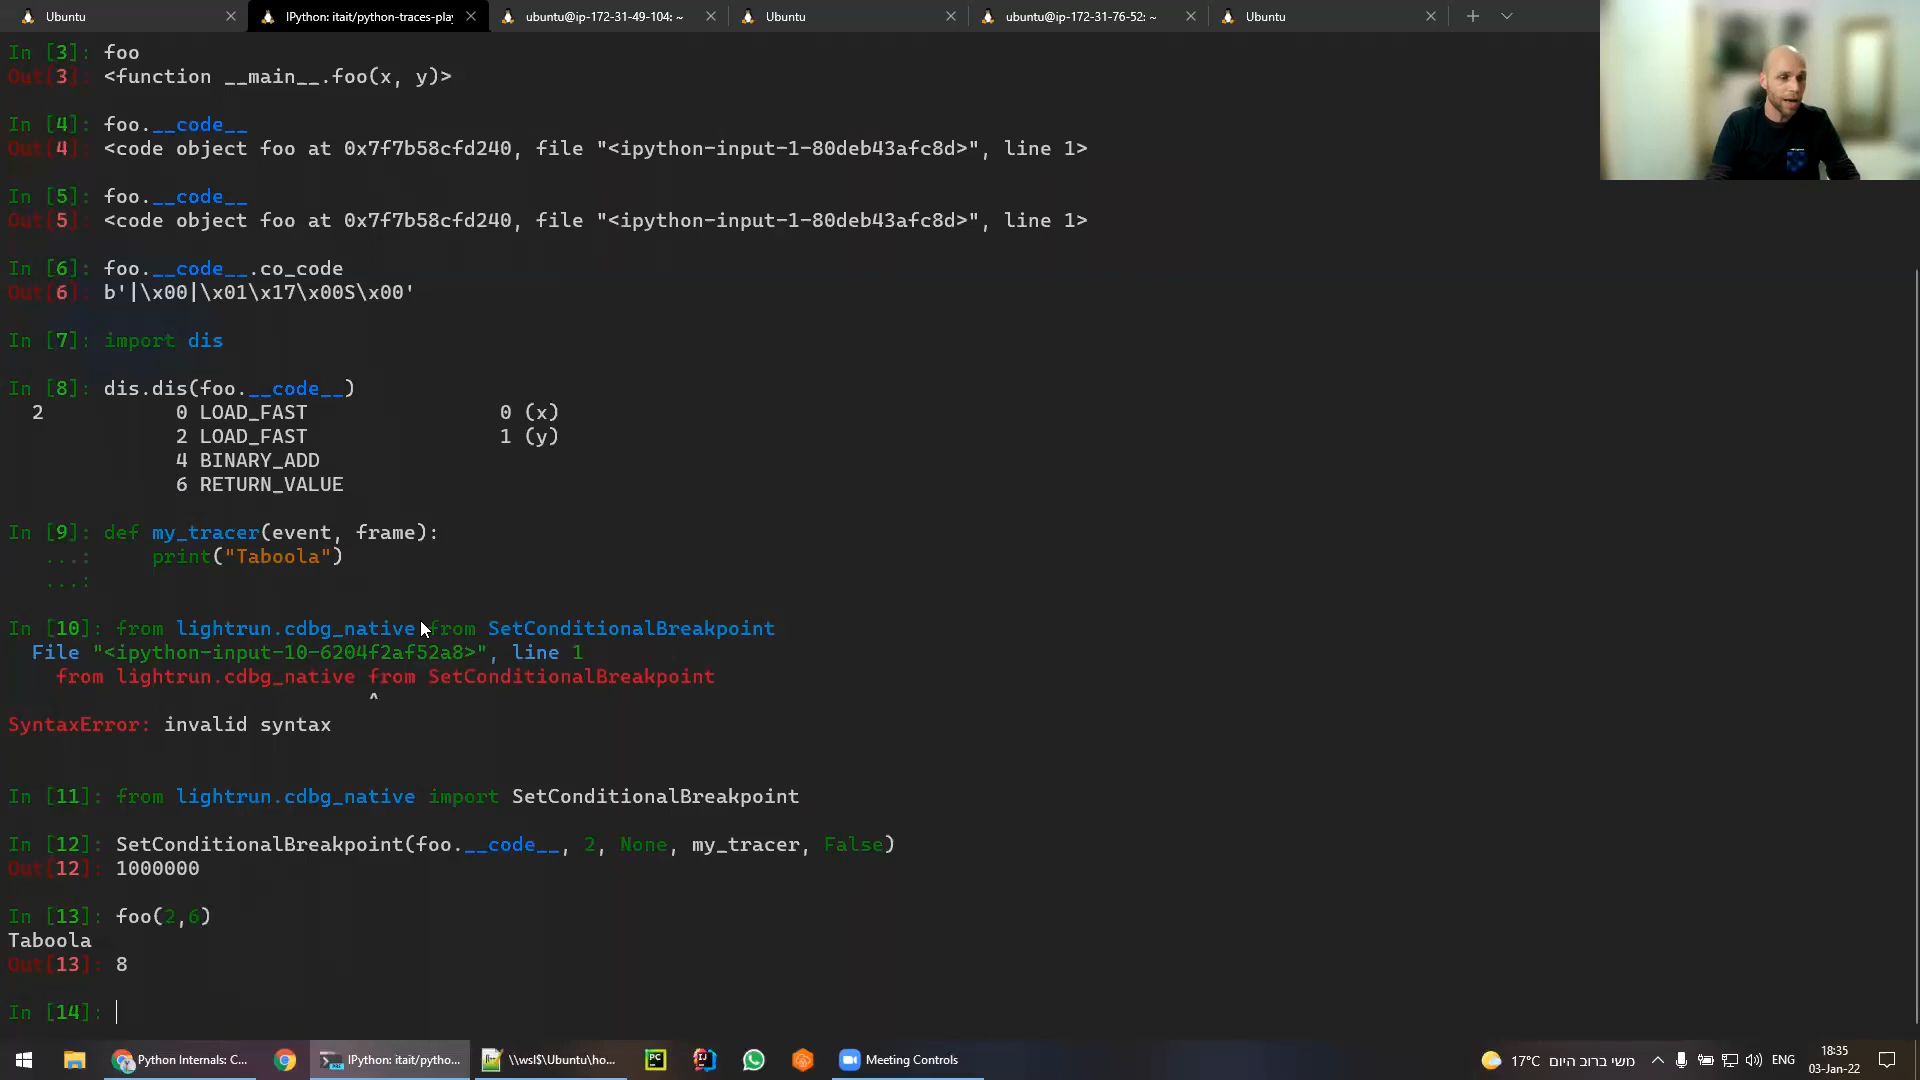 Ubuntu
IPython: itait/python-traces-play
ubuntu@ip-172-31-49-104: ~
Ubuntu
ubuntu@ip-172-31-76-52: ~
Ubuntu
In [3]: foo
Out[3]: <function __main__.foo(x, y)>
In [4]: foo.__code__
Out[4]: <code object foo at 0x7f7b58cfd240, file "<ipython-input-1-80deb43afc8d>", line 1>
In [5]: foo.__code__
Out[5]: <code object foo at 0x7f7b58cfd240, file "<ipython-input-1-80deb43afc8d>", line 1>
In [6]: foo.__code__.co_code
Out[6]: b'|\x00|\x01\x17\x00S\x00'
In [7]: import dis
In [8]: dis.dis(foo.__code__)
2 0 LOAD_FAST 0 (x)
2 LOAD_FAST 1 (y)
4 BINARY_ADD
6 RETURN_VALUE
In [9]: def my_tracer(event, frame):
...: print("Taboola")
...:
In [10]: from lightrun.cdbg_native from SetConditionalBreakpoint
File "<ipython-input-10-6204f2af52a8>", line 1
from lightrun.cdbg_native from SetConditionalBreakpoint
^
SyntaxError: invalid syntax
In [11]: from lightrun.cdbg_native import SetConditionalBreakpoint
In [12]: SetConditionalBreakpoint(foo.__code__, 2, None, my_tracer, False)
Out[12]: 1000000
In [13]: foo(2,6)
Taboola
Out[13]: 8
In [14]:
Python Internals: C...
IPython: itait/pytho...
\\wsl$\Ubuntu\ho...
PC
IJ
Meeting Controls
17°C משי ברוב היום
ENG
18:35
03-Jan-22